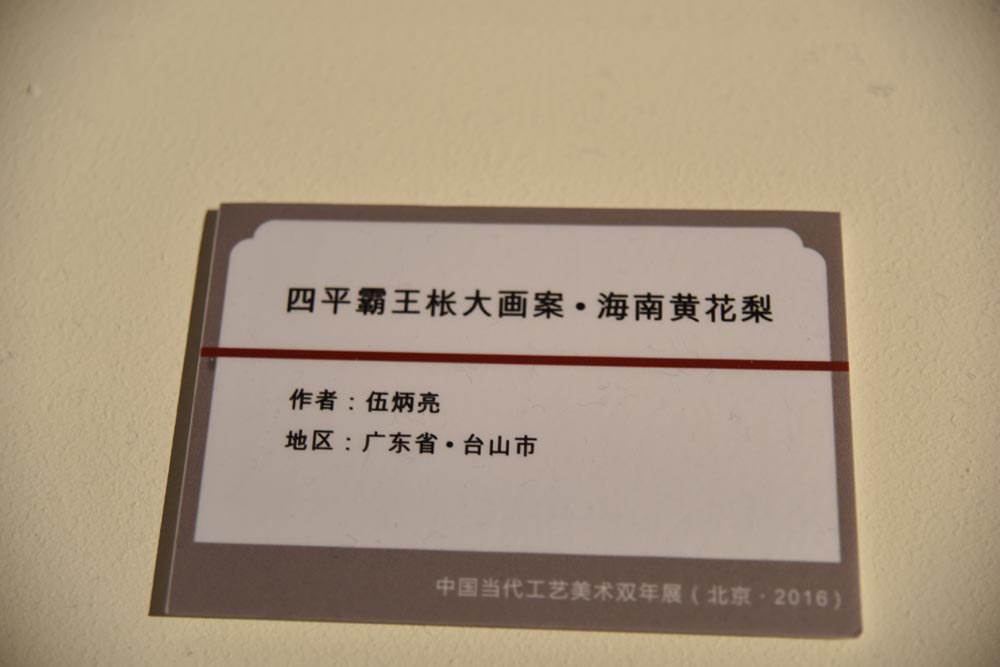 四平霸王枨大画案•海南黄花梨
作者：伍炳亮
地区：广东省•台山市
中国当代工艺美术双年展（北京·2016）